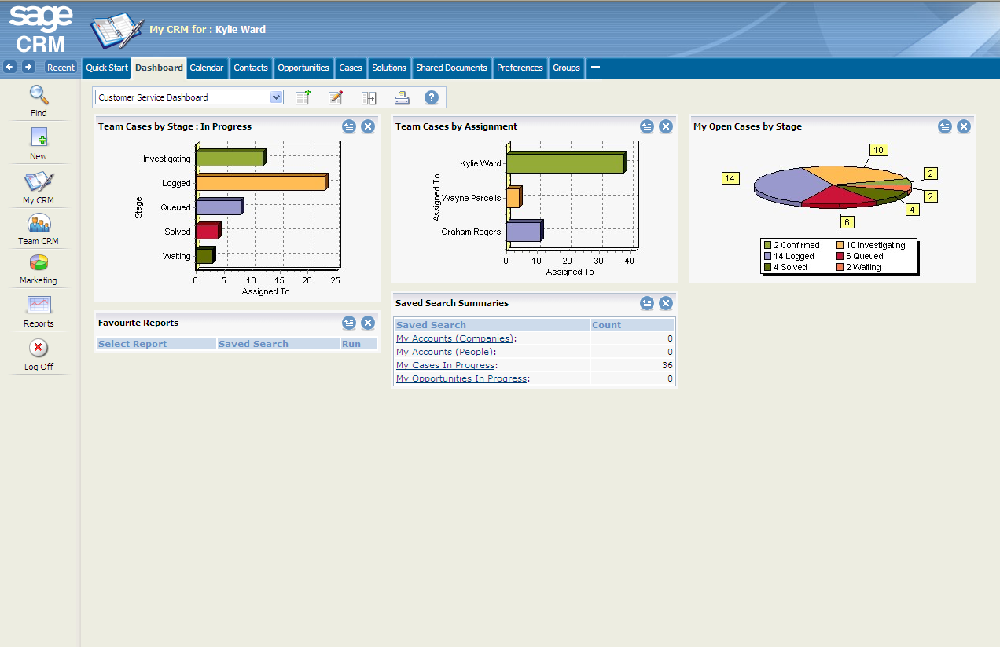 sage
CRM
My CRM for : Kylie Ward
Recent
Quick Start Dashboard Calendar Contacts Opportunities Cases Solutions Shared Documents Preferences Groups •••
Find
New
My CRM
Team CRM
Marketing
Reports
Log Off
Customer Service Dashboard
?
Team Cases by Stage : In Progress
Stage
Investigating
Logged
Queued
Solved
Waiting
0 5 10 15 20 25
Assigned To
Favourite Reports
Select Report Saved Search Run
Team Cases by Assignment
Assigned To
Kylie Ward
Wayne Parcells
Graham Rogers
0 10 20 30 40
Assigned To
Saved Search Summaries
Saved Search Count
My Accounts (Companies): 0
My Accounts (People): 0
My Cases In Progress: 36
My Opportunities In Progress: 0
My Open Cases by Stage
10
14
2
2
4
6
2 Confirmed 10 Investigating
14 Logged 6 Queued
4 Solved 2 Waiting